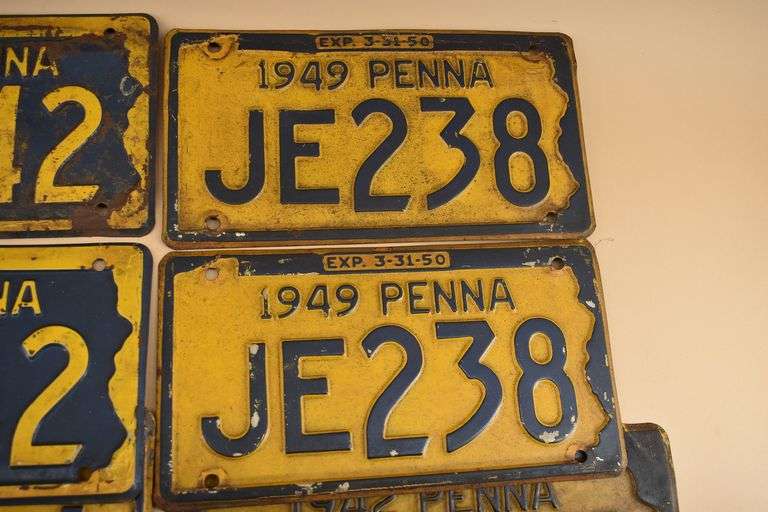 NA
42
EXP. 3-31-50
1949 PENNA
JE238
NA
2
EXP. 3-31-50
1949 PENNA
JE238
1942 PENNA